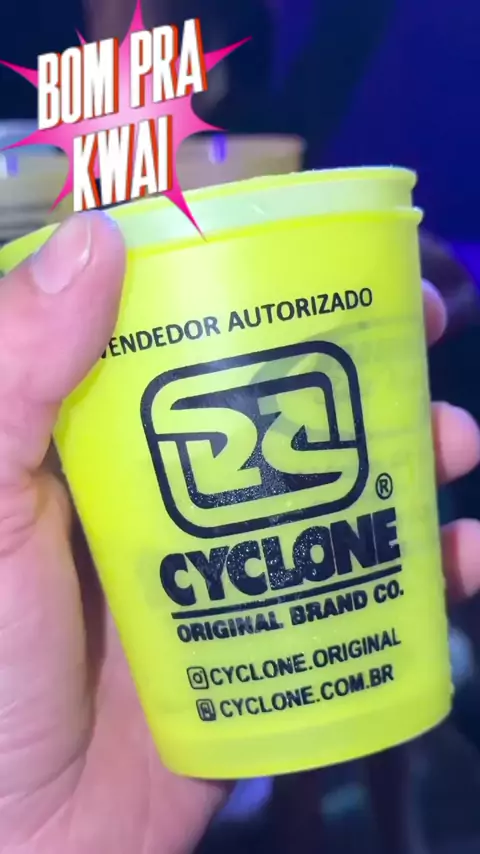 BOM PRA
KWAI
VENDEDOR AUTORIZADO
®
CYCLONE
ORIGINAL BRAND CO.
CYCLONE.ORIGINAL
CYCLONE.COM.BR